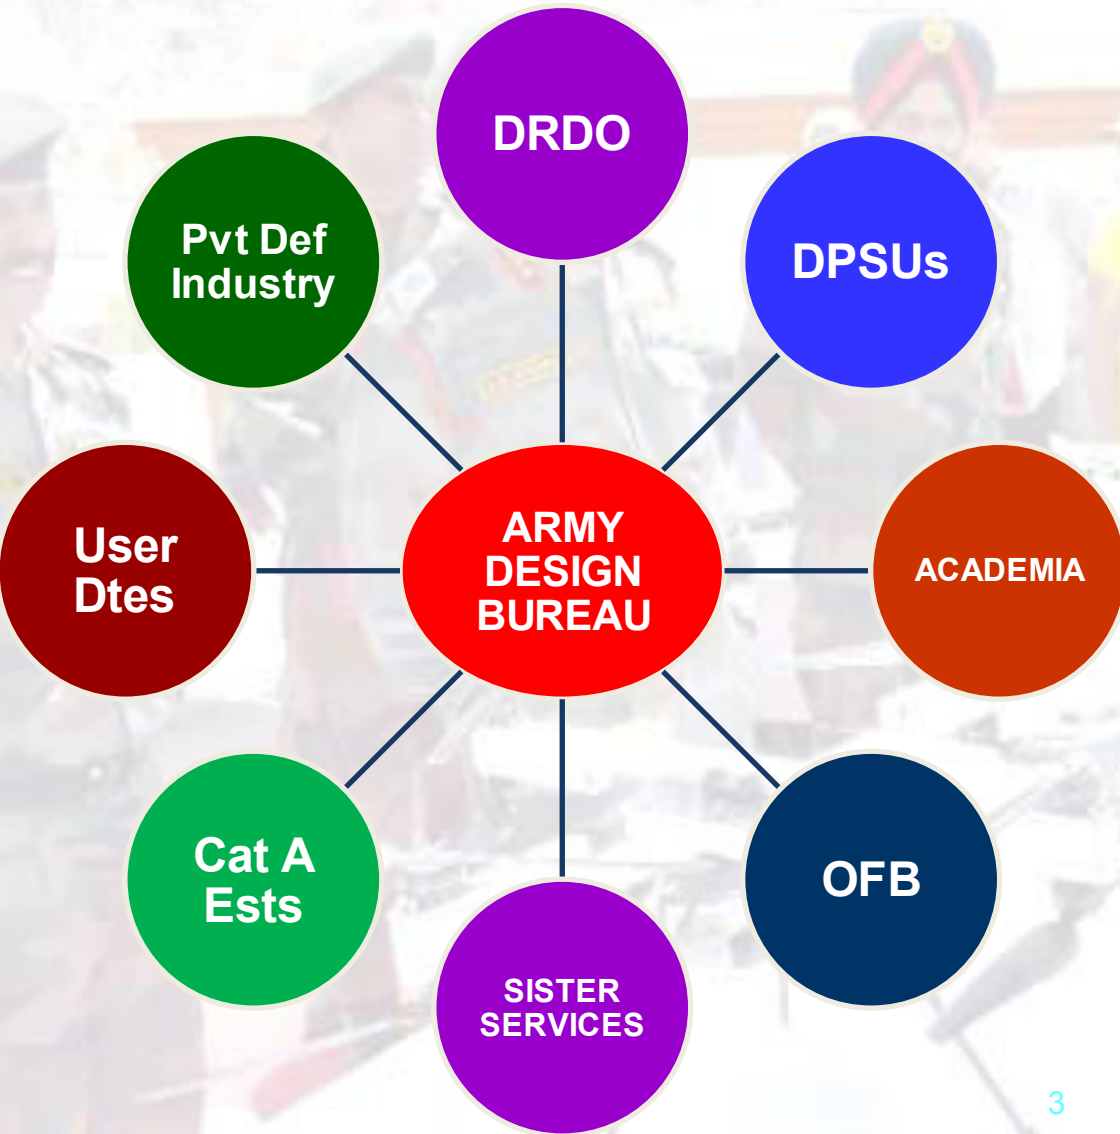 DRDO
Pvt Def
Industry
DPSUs
User
Dtes
ARMY
DESIGN
BUREAU
ACADEMIA
Cat A
Ests
OFB
SISTER
SERVICES
3